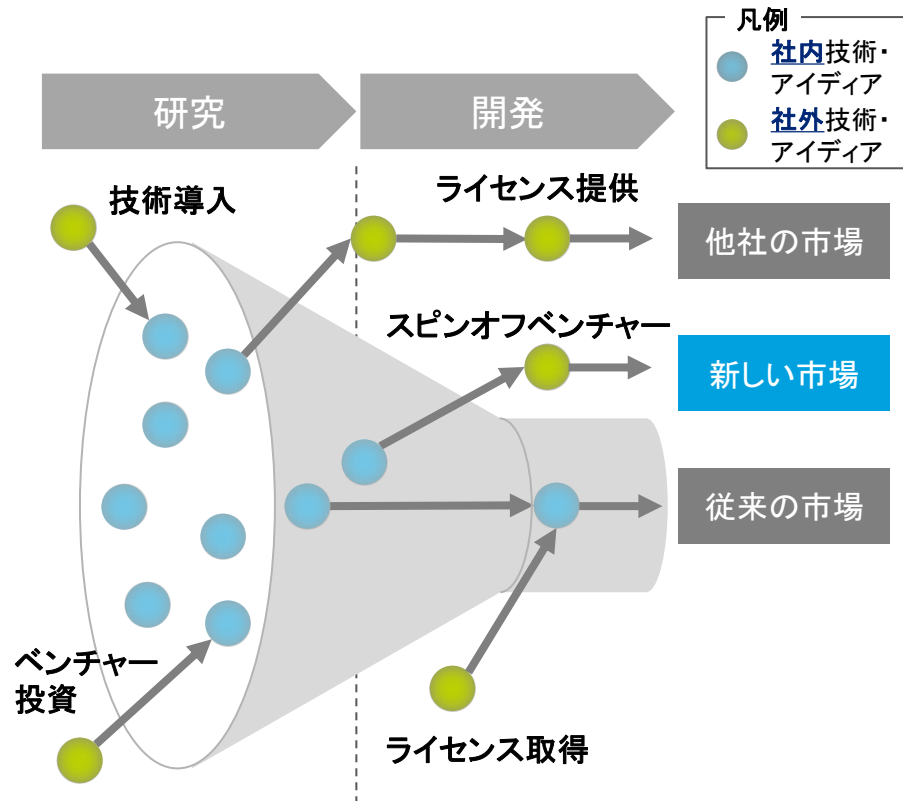 凡例
社内技術・
アイディア
社外技術・
アイディア
研究
開発
技術導入
ライセンス提供
他社の市場
スピンオフベンチャー
新しい市場
従来の市場
ベンチャー
投資
ライセンス取得